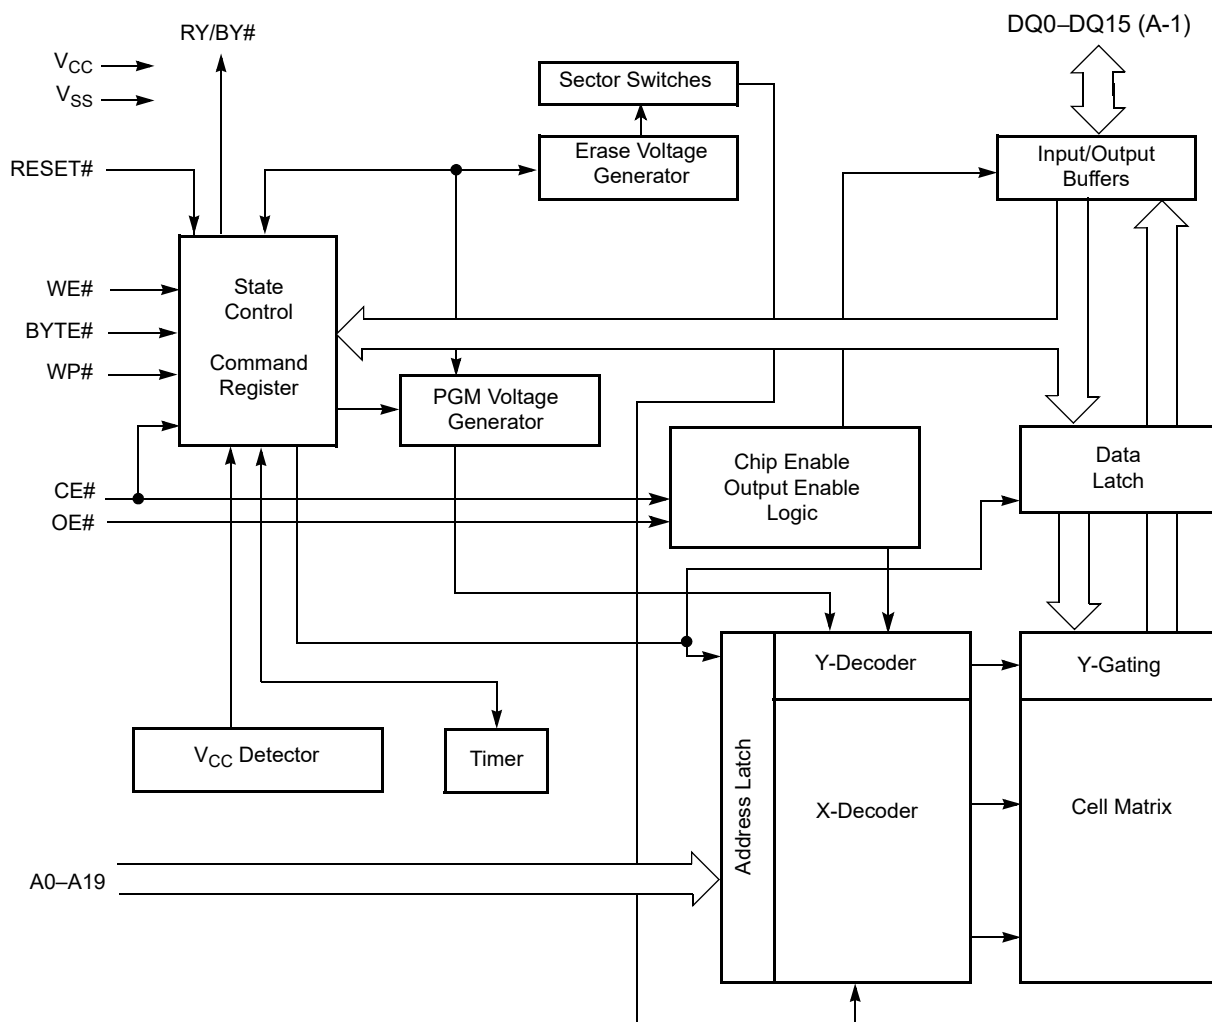 DQ0–DQ15 (A-1)
RY/BY#
VCC
VSS
Sector Switches
RESET#
Erase Voltage
Generator
Input/Output
Buffers
WE#
BYTE#
WP#
State
Control
Command
Register
PGM Voltage
Generator
CE#
OE#
Chip Enable
Output Enable
Logic
Data
Latch
Y-Decoder
Y-Gating
VCC Detector
Timer
Address Latch
X-Decoder
Cell Matrix
A0–A19